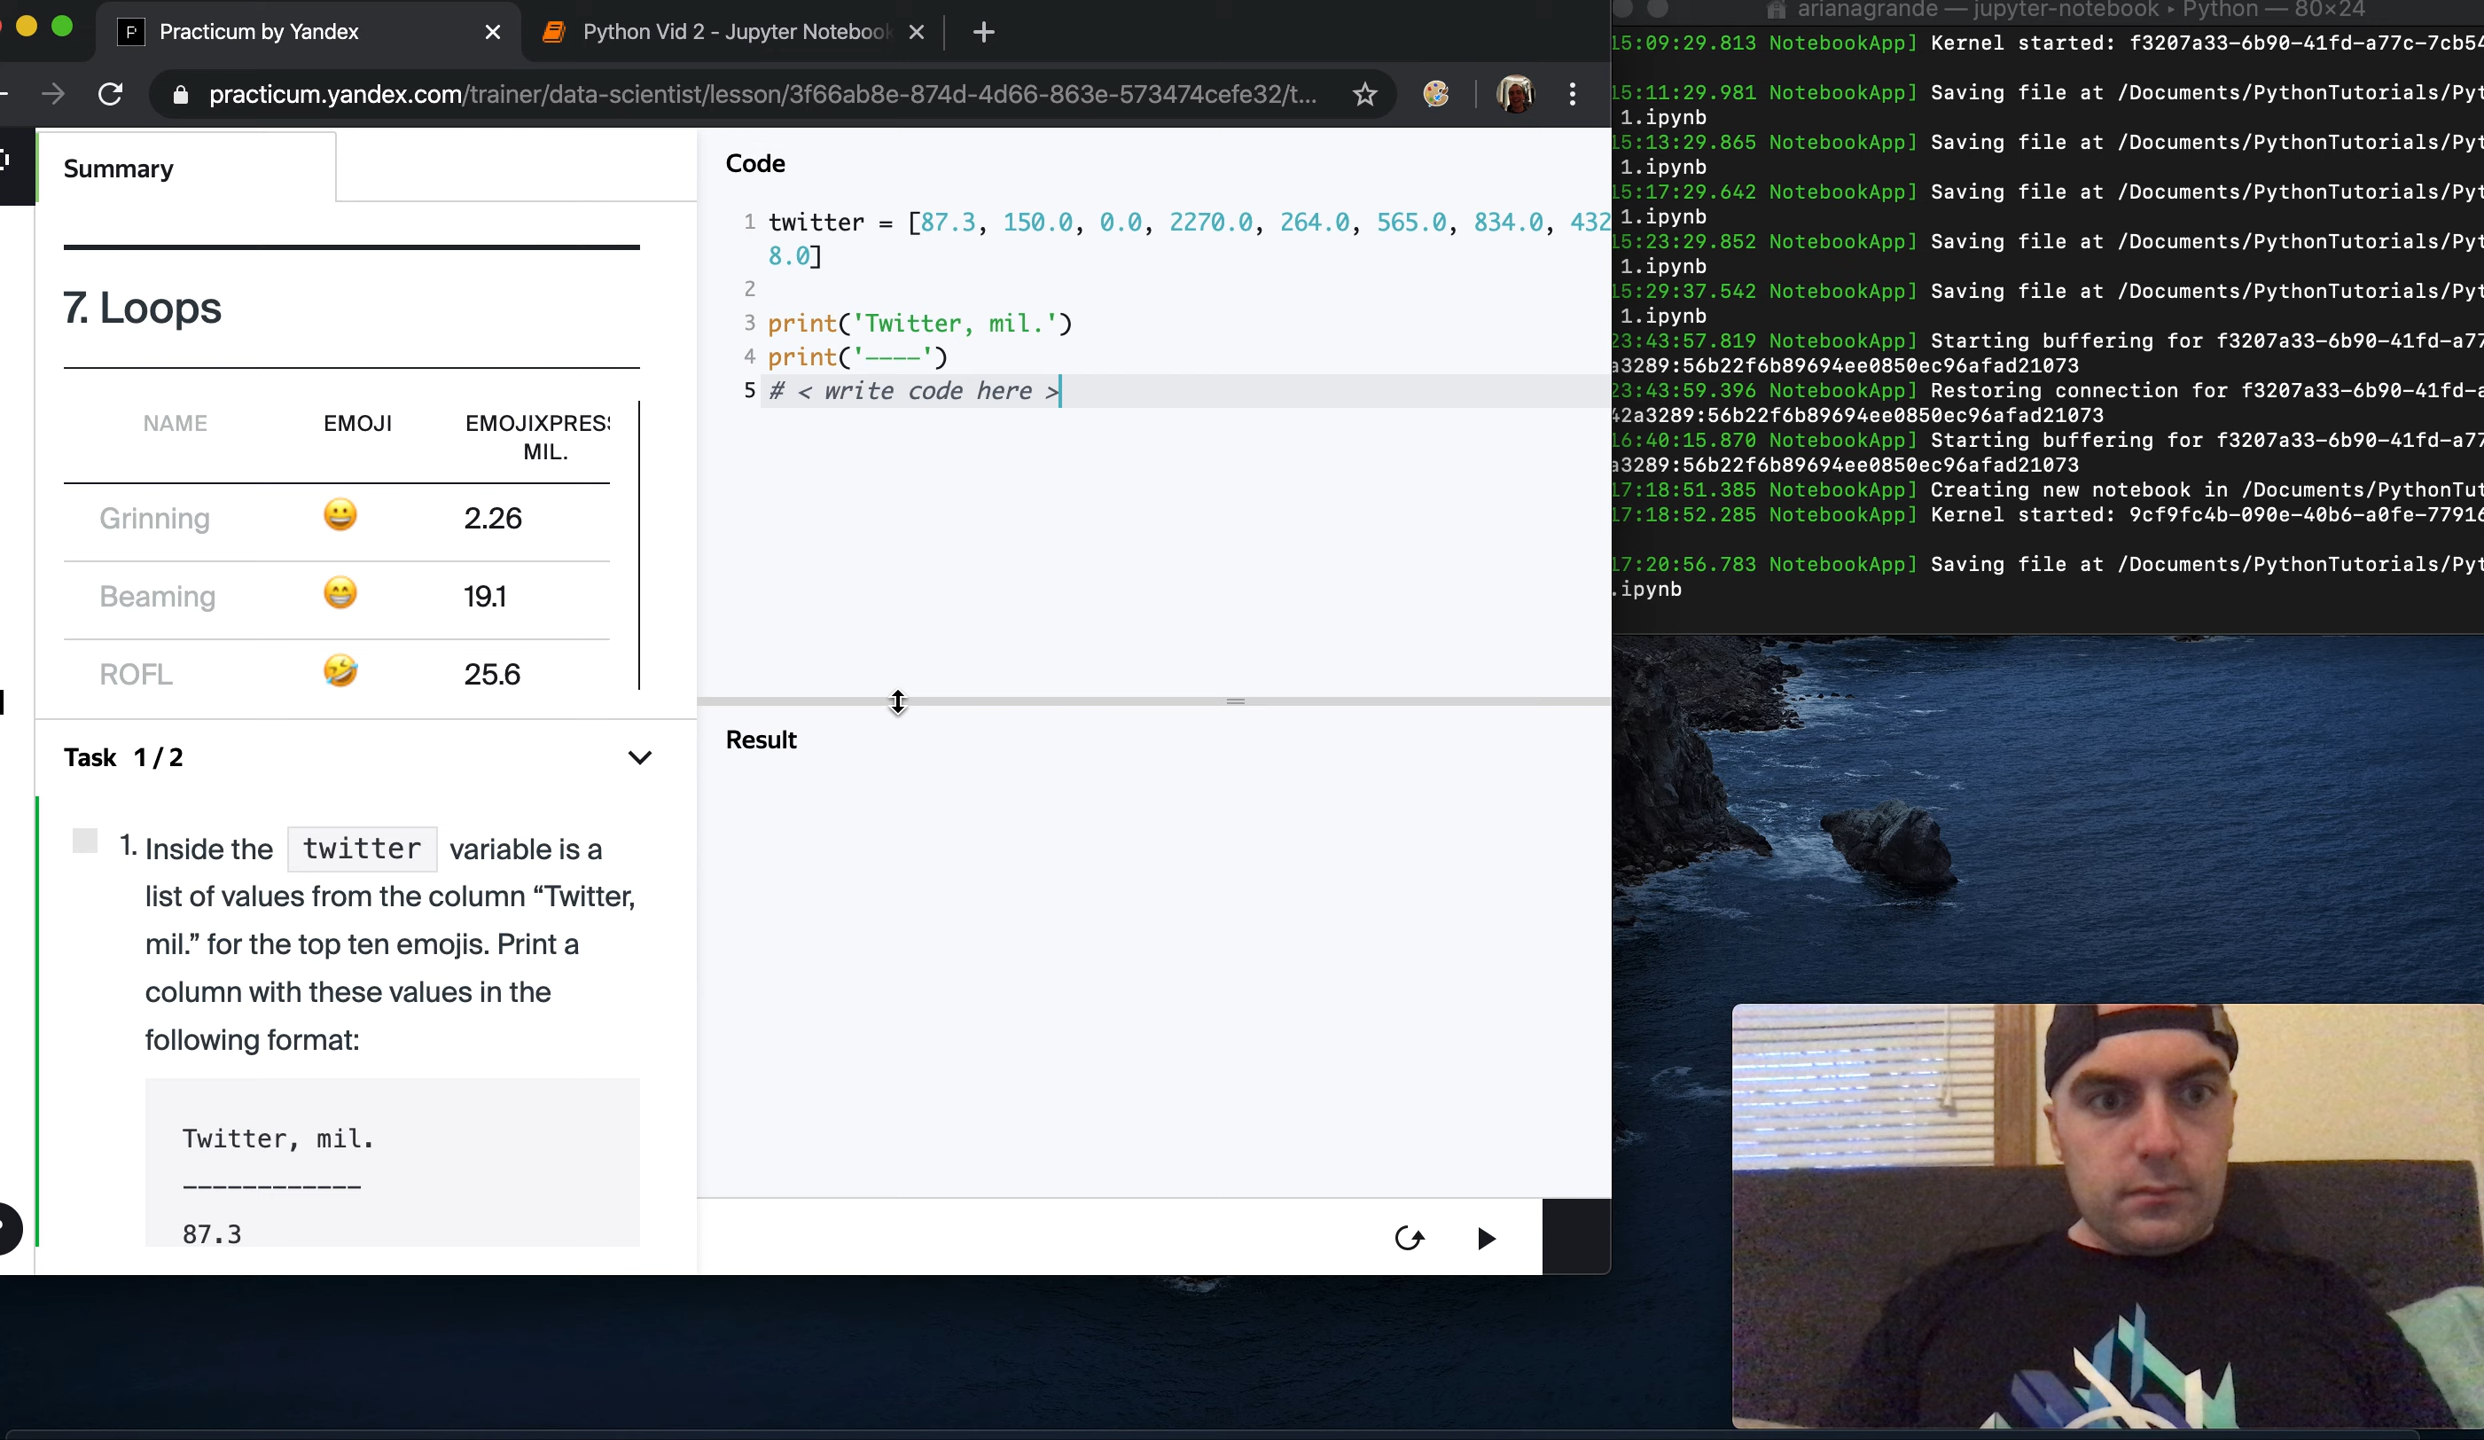 Practicum by Yandex
Python Vid 2 - Jupyter Notebook
practicum.yandex.com/trainer/data-scientist/lesson/3f66ab8e-874d-4d66-863e-573474cefe32/t...
Summary
7. Loops
NAME EMOJI EMOJIXPRESS
MIL.
Grinning 2.26
Beaming 19.1
ROFL 25.6
Task 1 / 2
1. Inside the twitter variable is a
list of values from the column “Twitter,
mil.” for the top ten emojis. Print a
column with these values in the
following format:
Twitter, mil.
------------
87.3
Code
1 twitter = [87.3, 150.0, 0.0, 2270.0, 264.0, 565.0, 834.0, 432
8.0]
2
3 print('Twitter, mil.')
4 print('----')
5 # < write code here >
Result
arianagrande — jupyter-notebook ▸ Python — 80×24
15:09:29.813 NotebookApp] Kernel started: f3207a33-6b90-41fd-a77c-7cb54
15:11:29.981 NotebookApp] Saving file at /Documents/PythonTutorials/Pyt
1.ipynb
15:13:29.865 NotebookApp] Saving file at /Documents/PythonTutorials/Pyt
1.ipynb
15:17:29.642 NotebookApp] Saving file at /Documents/PythonTutorials/Pyt
1.ipynb
15:23:29.852 NotebookApp] Saving file at /Documents/PythonTutorials/Pyt
1.ipynb
15:29:37.542 NotebookApp] Saving file at /Documents/PythonTutorials/Pyt
1.ipynb
23:43:57.819 NotebookApp] Starting buffering for f3207a33-6b90-41fd-a77
a3289:56b22f6b89694ee0850ec96afad21073
23:43:59.396 NotebookApp] Restoring connection for f3207a33-6b90-41fd-a
42a3289:56b22f6b89694ee0850ec96afad21073
16:40:15.870 NotebookApp] Starting buffering for f3207a33-6b90-41fd-a77
a3289:56b22f6b89694ee0850ec96afad21073
17:18:51.385 NotebookApp] Creating new notebook in /Documents/PythonTut
17:18:52.285 NotebookApp] Kernel started: 9cf9fc4b-090e-40b6-a0fe-77916
17:20:56.783 NotebookApp] Saving file at /Documents/PythonTutorials/Pyt
.ipynb